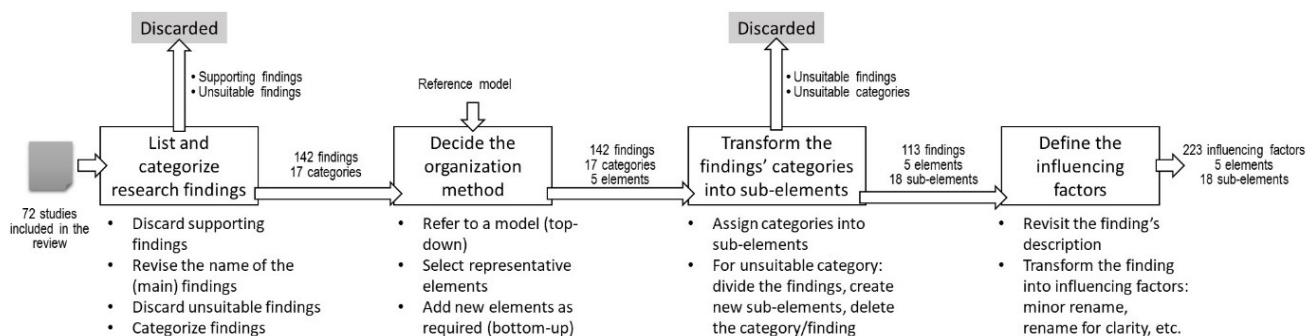 Discarded
Discarded
• Supporting findings
• Unsuitable findings
Reference model
• Unsuitable findings
• Unsuitable categories
List and
categorize
research findings
142 findings
17 categories
Decide the
organization
method
142 findings
17 categories
5 elements
Transform the
findings’ categories
into sub-elements
113 findings
5 elements
18 sub-elements
Define the
influencing
factors
223 influencing factors
5 elements
18 sub-elements
72 studies
included in the
review
• Discard supporting
findings
• Revise the name of the
(main) findings
• Discard unsuitable findings
• Categorize findings
• Refer to a model (top-
down)
• Select representative
elements
• Add new elements as
required (bottom-up)
• Assign categories into
sub-elements
• For unsuitable category:
divide the findings, create
new sub-elements, delete
the category/finding
• Revisit the finding’s
description
• Transform the finding
into influencing factors:
minor rename,
rename for clarity, etc.